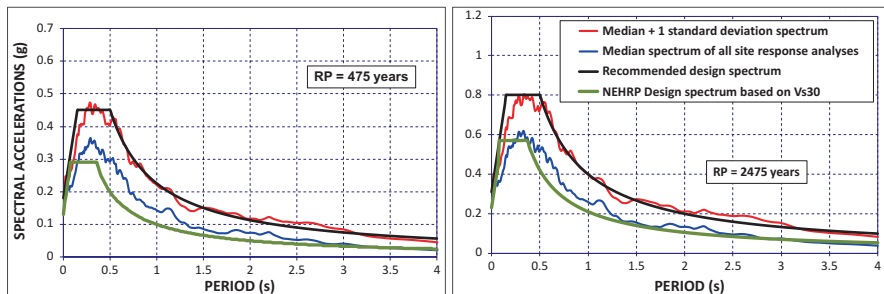 SPECTRAL ACCELERATIONS (g)
0.7
0.6
0.5
0.4
0.3
0.2
0.1
0
RP = 475 years
0 0.5 1 1.5 2 2.5 3 3.5 4
PERIOD (s)
1.2
1
0.8
0.6
0.4
0.2
0
Median + 1 standard deviation spectrum
Median spectrum of all site response analyses
Recommended design spectrum
NEHRP Design spectrum based on Vs30
RP = 2475 years
0 0.5 1 1.5 2 2.5 3 3.5 4
PERIOD (s)